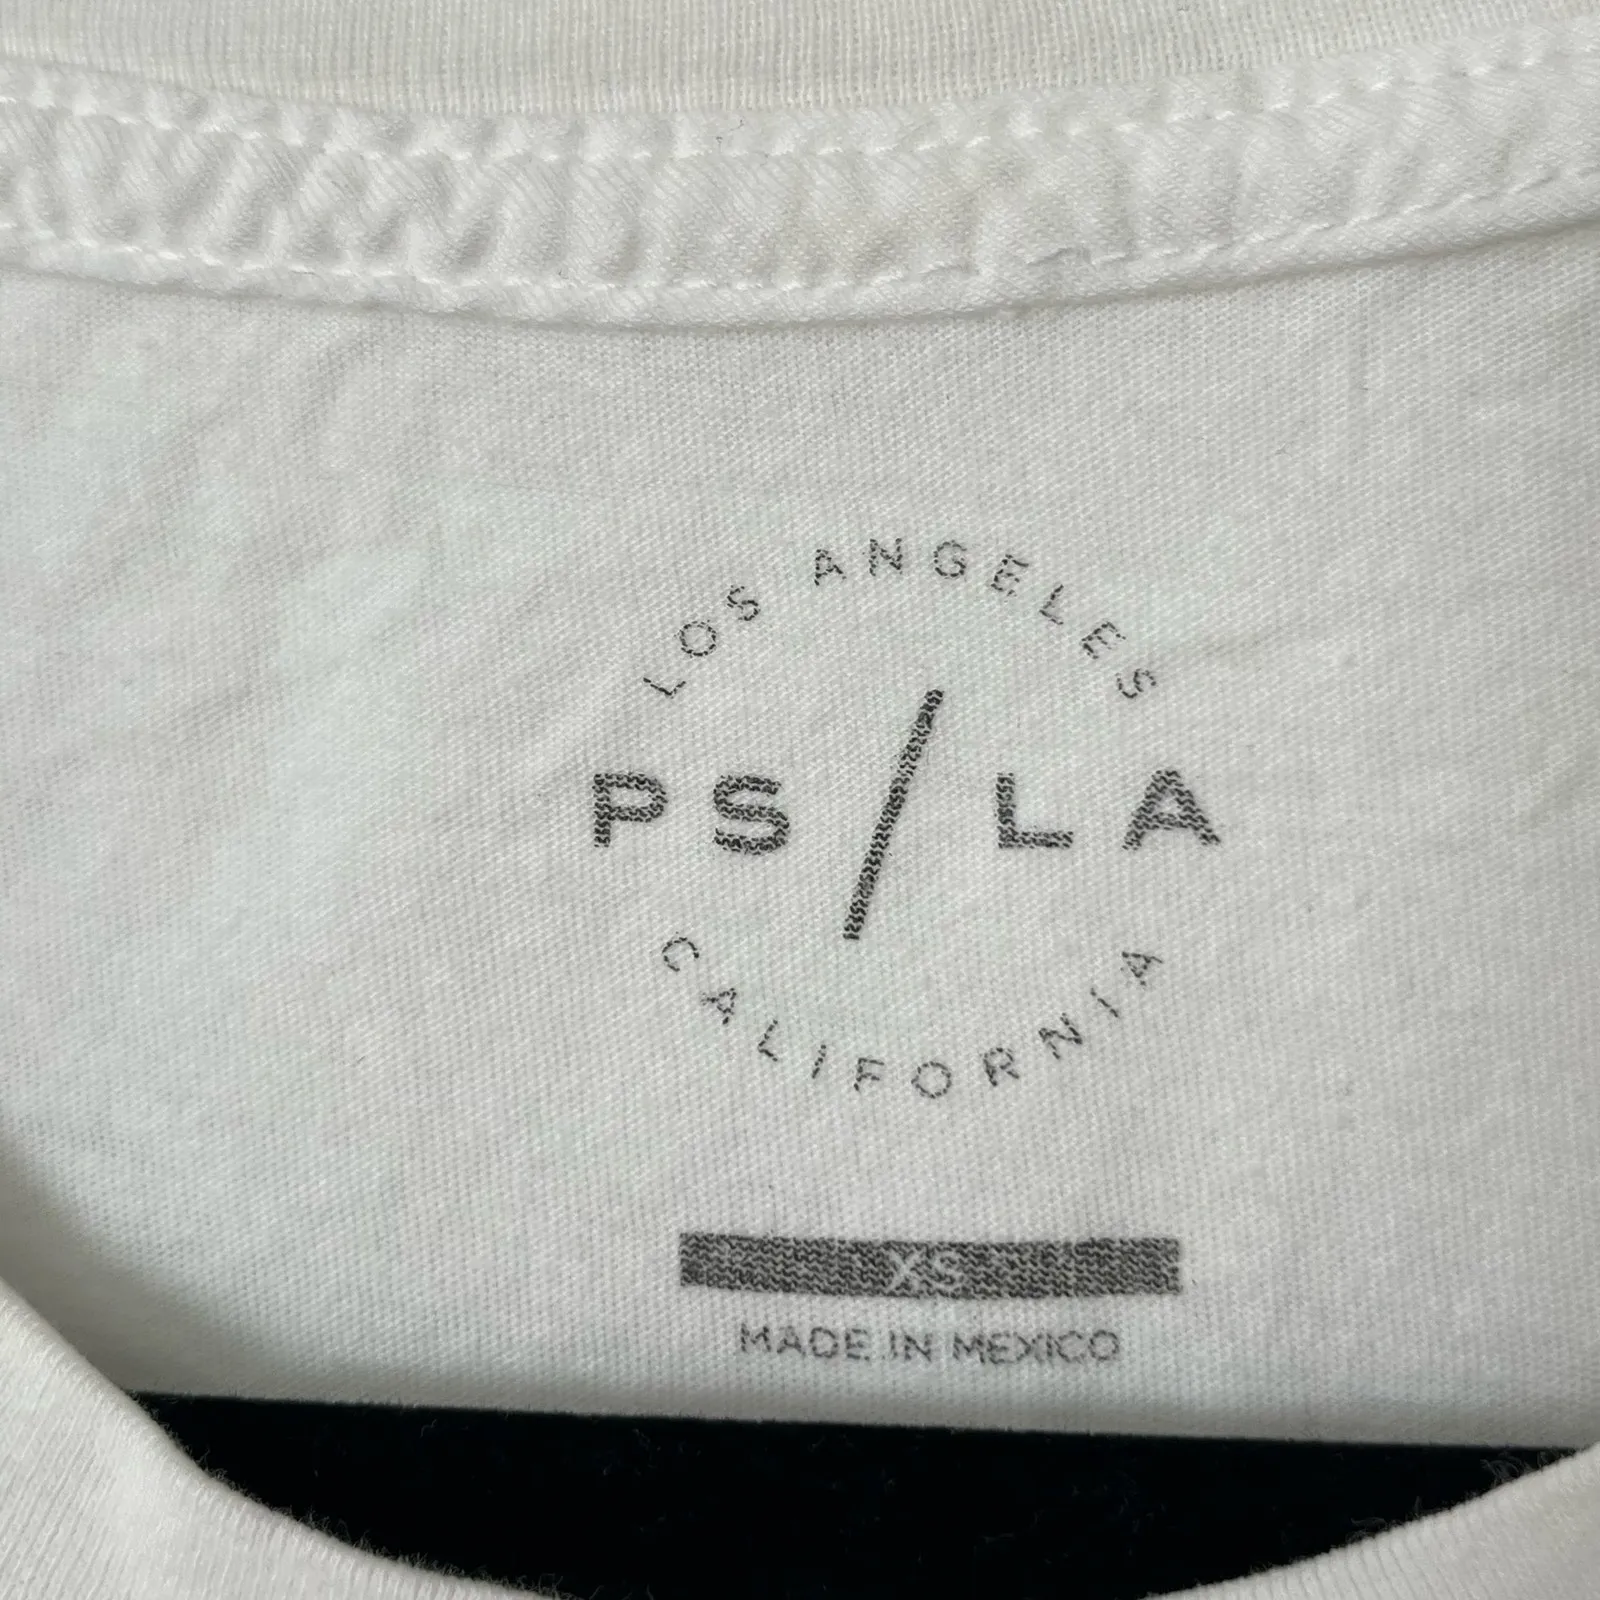 LOS ANGELES
PS/LA
CALIFORNIA
XS
MADE IN MEXICO